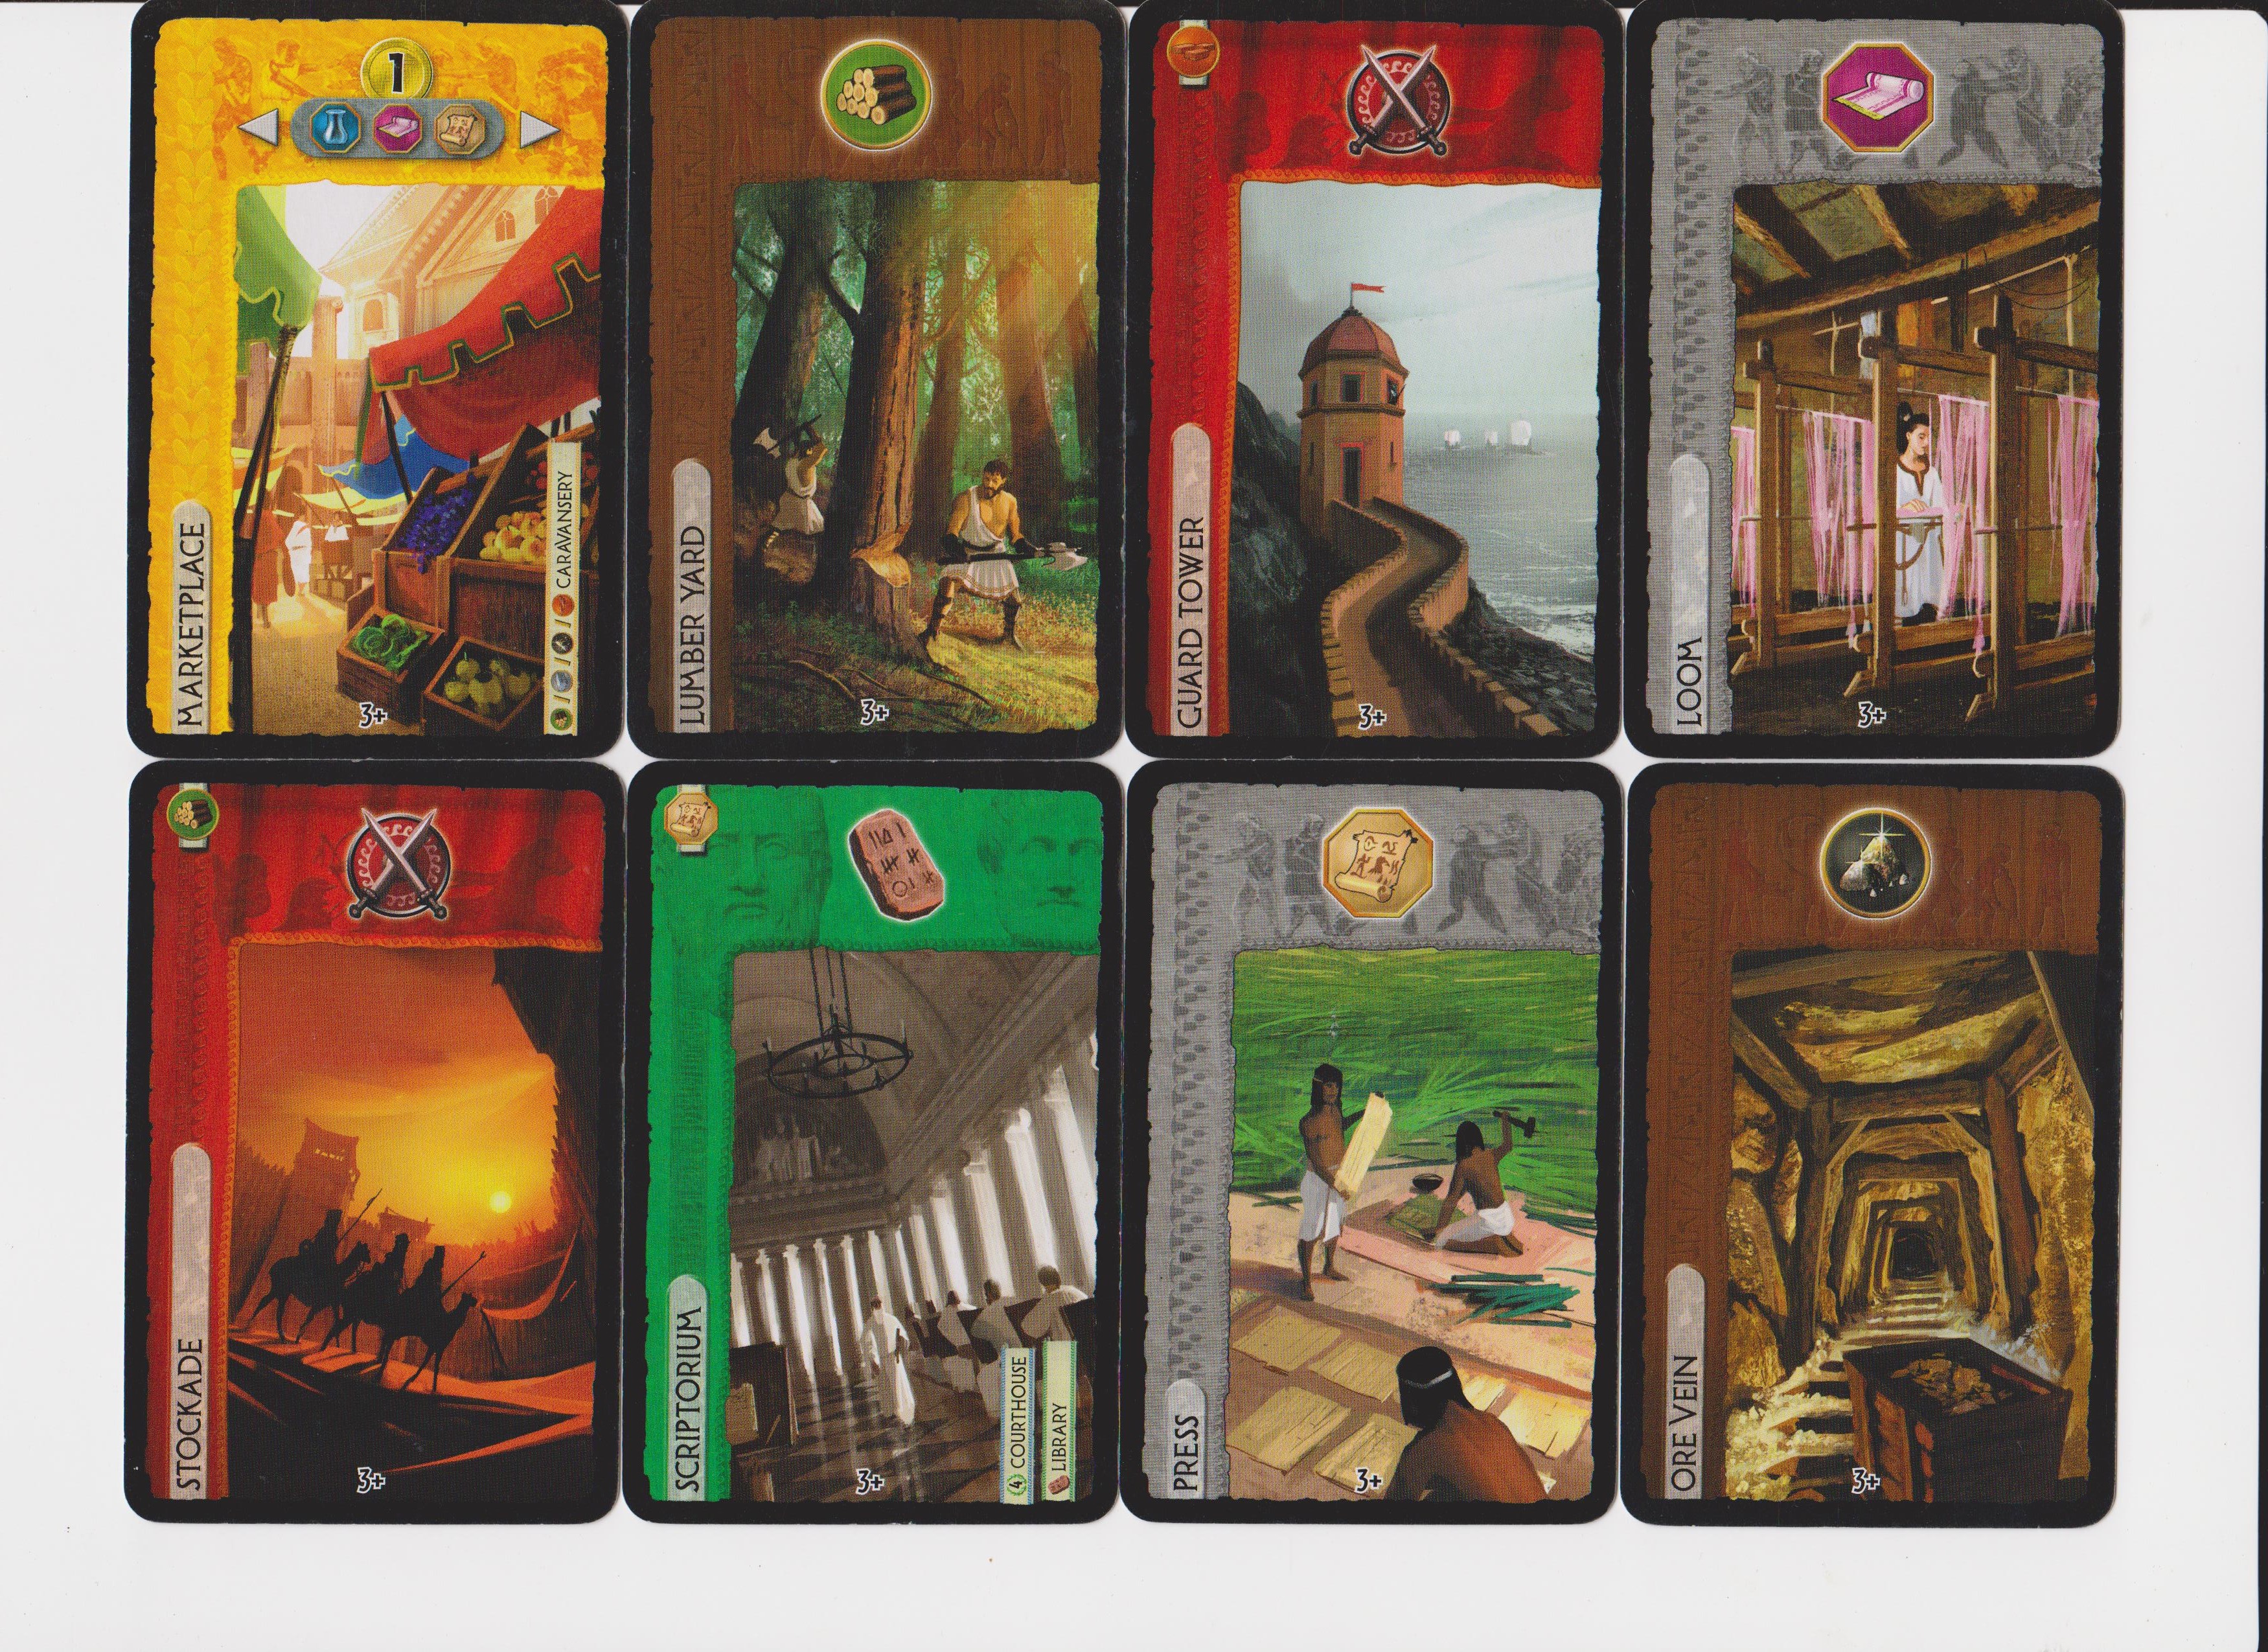 1
MARKETPLACE
CARAVANSERY
3+
LUMBER YARD
3+
GUARD TOWER
3+
LOOM
3+
STOCKADE
3+
SCRIPTORIUM
4 COURTHOUSE
LIBRARY
3+
PRESS
3+
ORE VEIN
3+